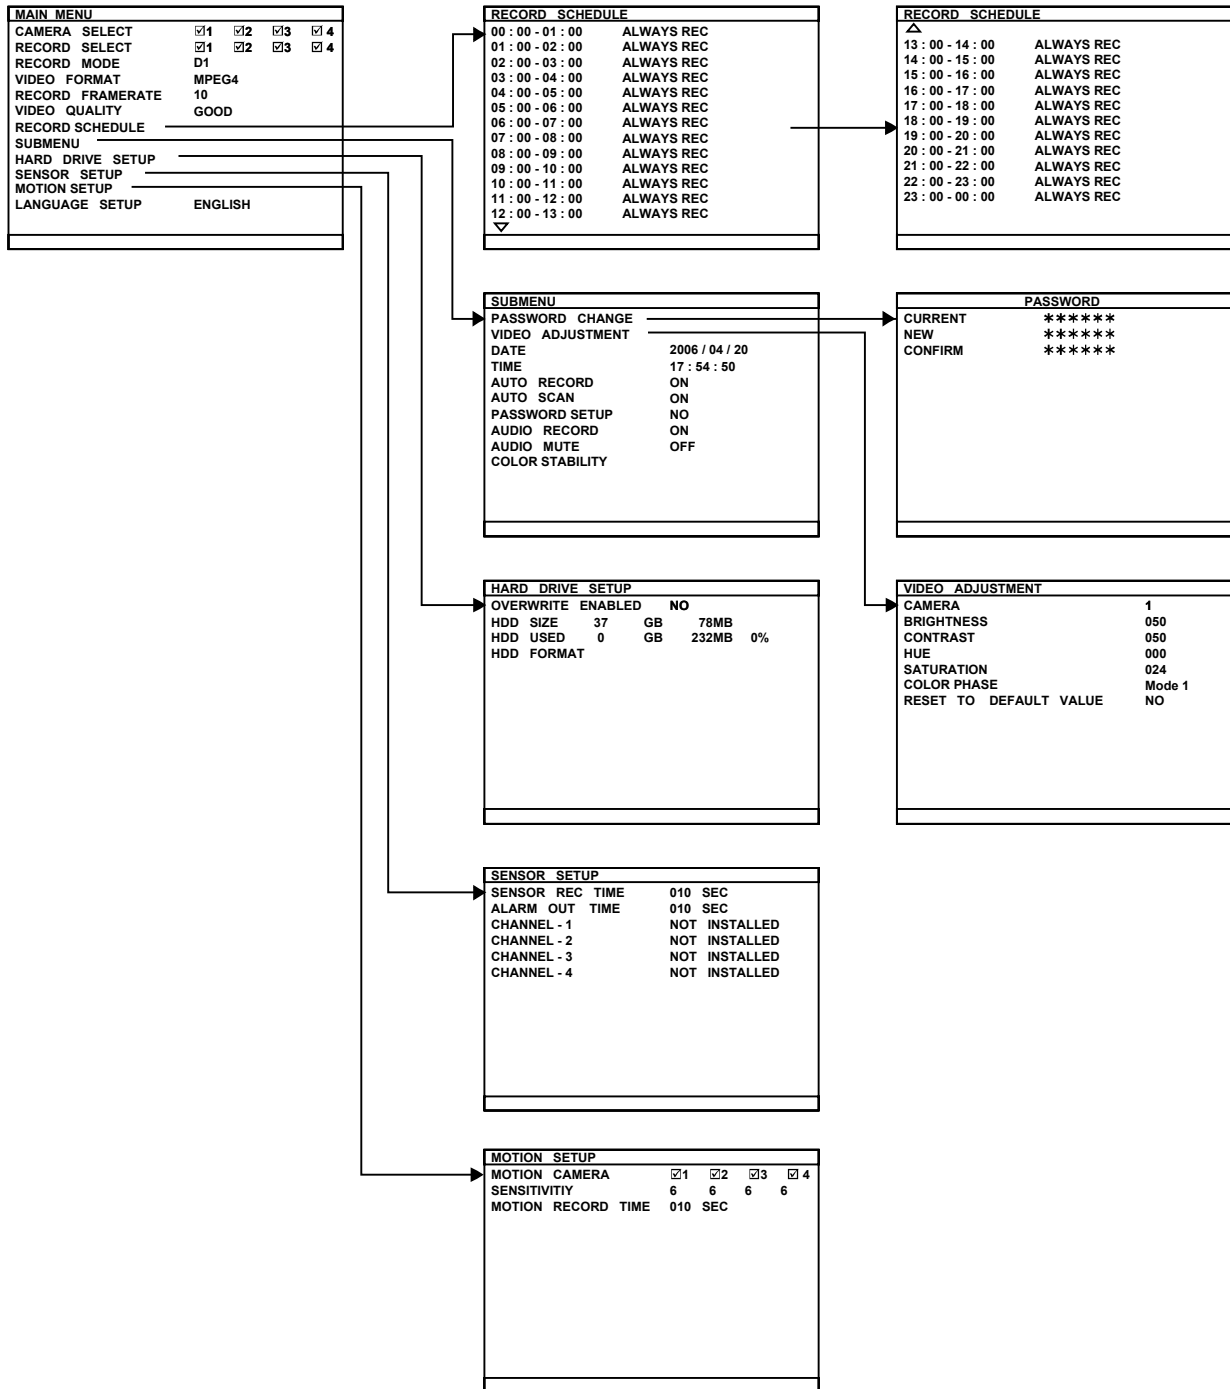 MAIN MENU
CAMERA SELECT ☑1 ☑2 ☑3 ☑4
RECORD SELECT ☑1 ☑2 ☑3 ☑4
RECORD MODE D1
VIDEO FORMAT MPEG4
RECORD FRAMERATE 10
VIDEO QUALITY GOOD
RECORD SCHEDULE
SUBMENU
HARD DRIVE SETUP
SENSOR SETUP
MOTION SETUP
LANGUAGE SETUP ENGLISH
RECORD SCHEDULE
00 : 00 - 01 : 00 ALWAYS REC
01 : 00 - 02 : 00 ALWAYS REC
02 : 00 - 03 : 00 ALWAYS REC
03 : 00 - 04 : 00 ALWAYS REC
04 : 00 - 05 : 00 ALWAYS REC
05 : 00 - 06 : 00 ALWAYS REC
06 : 00 - 07 : 00 ALWAYS REC
07 : 00 - 08 : 00 ALWAYS REC
08 : 00 - 09 : 00 ALWAYS REC
09 : 00 - 10 : 00 ALWAYS REC
10 : 00 - 11 : 00 ALWAYS REC
11 : 00 - 12 : 00 ALWAYS REC
12 : 00 - 13 : 00 ALWAYS REC
RECORD SCHEDULE
13 : 00 - 14 : 00 ALWAYS REC
14 : 00 - 15 : 00 ALWAYS REC
15 : 00 - 16 : 00 ALWAYS REC
16 : 00 - 17 : 00 ALWAYS REC
17 : 00 - 18 : 00 ALWAYS REC
18 : 00 - 19 : 00 ALWAYS REC
19 : 00 - 20 : 00 ALWAYS REC
20 : 00 - 21 : 00 ALWAYS REC
21 : 00 - 22 : 00 ALWAYS REC
22 : 00 - 23 : 00 ALWAYS REC
23 : 00 - 00 : 00 ALWAYS REC
SUBMENU
PASSWORD CHANGE
VIDEO ADJUSTMENT
DATE 2006 / 04 / 20
TIME 17 : 54 : 50
AUTO RECORD ON
AUTO SCAN ON
PASSWORD SETUP NO
AUDIO RECORD ON
AUDIO MUTE OFF
COLOR STABILITY
PASSWORD
CURRENT ******
NEW ******
CONFIRM ******
HARD DRIVE SETUP
OVERWRITE ENABLED NO
HDD SIZE 37 GB 78MB
HDD USED 0 GB 232MB 0%
HDD FORMAT
VIDEO ADJUSTMENT
CAMERA 1
BRIGHTNESS 050
CONTRAST 050
HUE 000
SATURATION 024
COLOR PHASE Mode 1
RESET TO DEFAULT VALUE NO
SENSOR SETUP
SENSOR REC TIME 010 SEC
ALARM OUT TIME 010 SEC
CHANNEL - 1 NOT INSTALLED
CHANNEL - 2 NOT INSTALLED
CHANNEL - 3 NOT INSTALLED
CHANNEL - 4 NOT INSTALLED
MOTION SETUP
MOTION CAMERA ☑1 ☑2 ☑3 ☑4
SENSITIVITIY 6 6 6 6
MOTION RECORD TIME 010 SEC